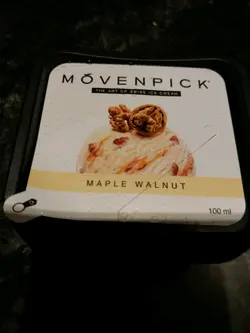 MÖVENPICK
THE ART OF SWISS ICE CREAM
MAPLE WALNUT
100 ml